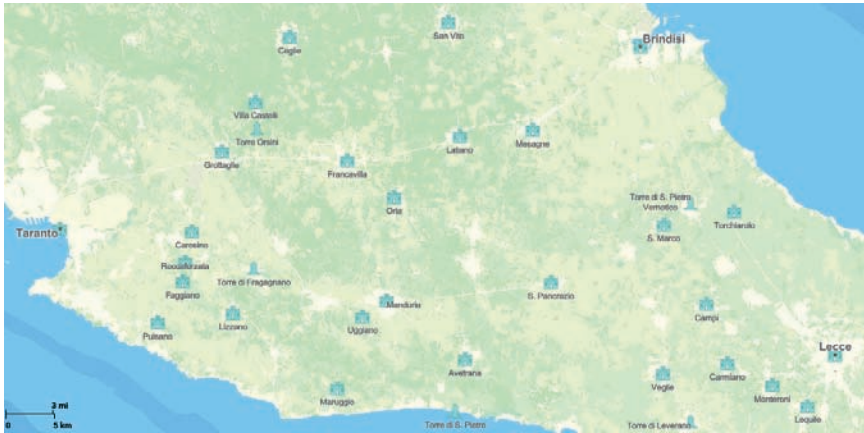 San Vito
Ceglie
Brindisi
Villa Castelli
Torre Orsini
Grottaglie
Francavilla
Latiano
Mesagne
Oria
Torre di S. Pietro
Vernotico
Torchiarolo
S. Marco
Taranto
Carosino
Roccaforzata
Torre di Fragagnano
Faggiano
Manduria
S. Pancrazio
Campi
Pulsano
Lizzano
Uggiano
Lecce
Avetrana
Veglie
Carmiano
Monteroni
Maruggio
Lequile
3 mi
0
5 km
Torre di S. Pietro
Torre di Leverano